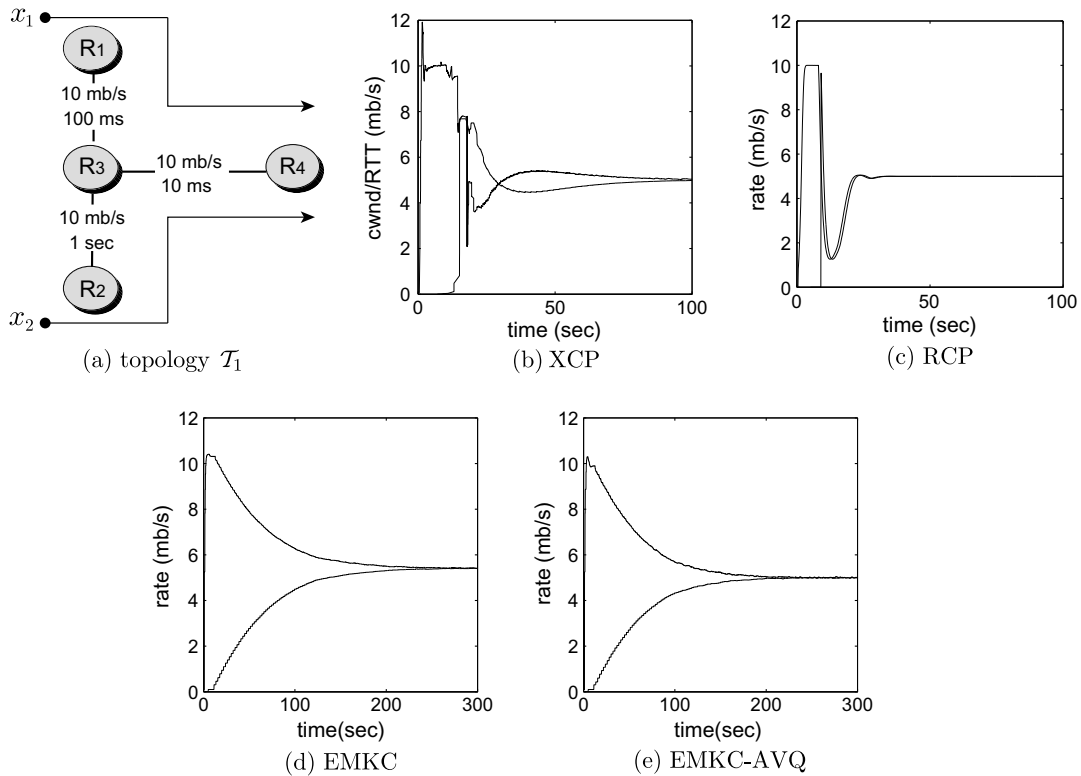 x1
R1
10 mb/s
100 ms
R3
10 mb/s
10 ms
R4
10 mb/s
1 sec
R2
x2
(a) topology T1
12
10
8
6
4
2
0
cwnd/RTT (mb/s)
0 50 100
time (sec)
(b) XCP
12
10
8
6
4
2
0
rate (mb/s)
0 50 100
time (sec)
(c) RCP
12
10
8
6
4
2
0
rate (mb/s)
0 100 200 300
time(sec)
(d) EMKC
12
10
8
6
4
2
0
rate (mb/s)
0 100 200 300
time(sec)
(e) EMKC-AVQ